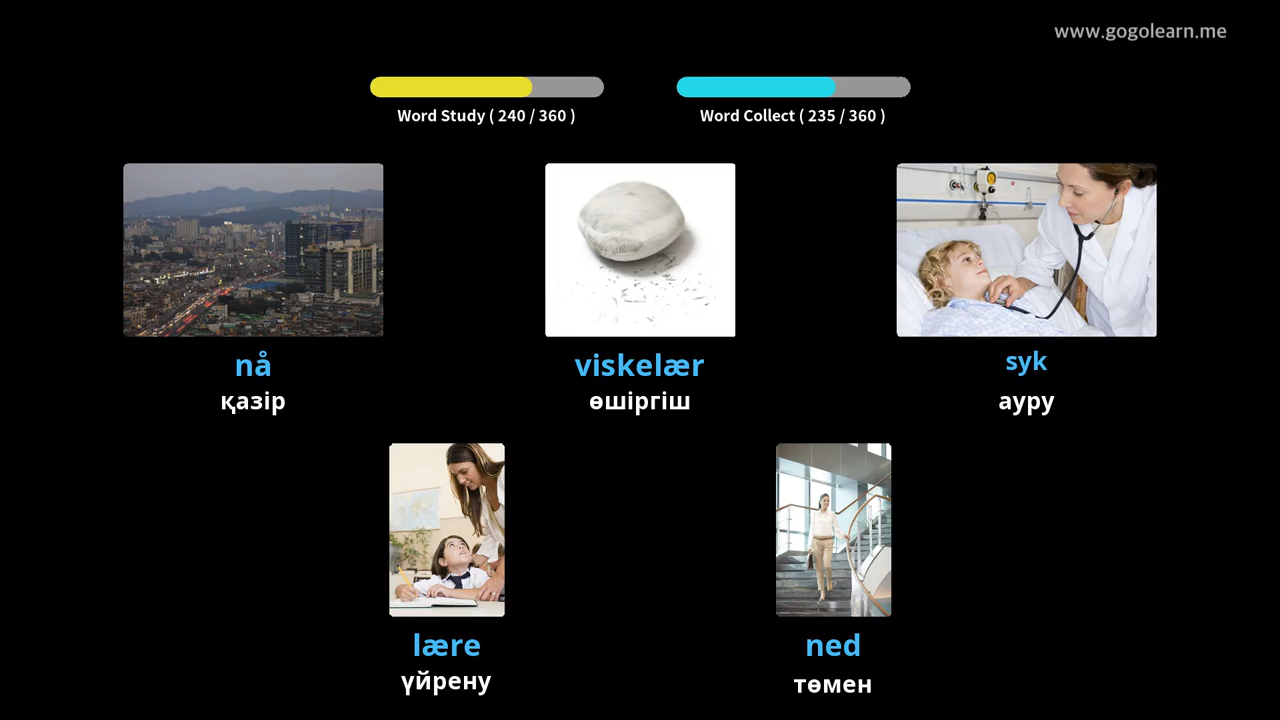 www.gogolearn.me
Word Study ( 240 / 360 )
Word Collect ( 235 / 360 )
nå
қазір
viskelær
өшіргіш
syk
ауру
lære
үйрену
ned
төмен